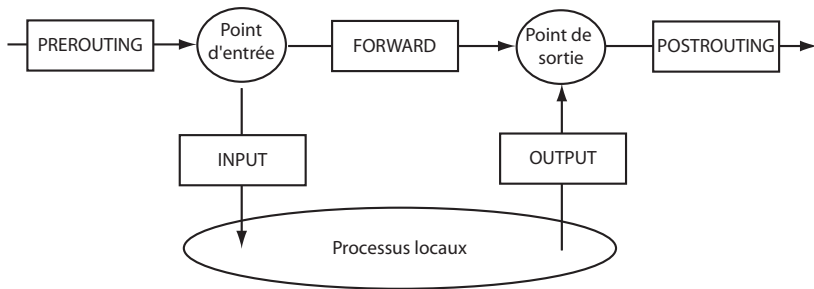 PREROUTING
Point
d'entrée
FORWARD
Point de
sortie
POSTROUTING
INPUT
OUTPUT
Processus locaux